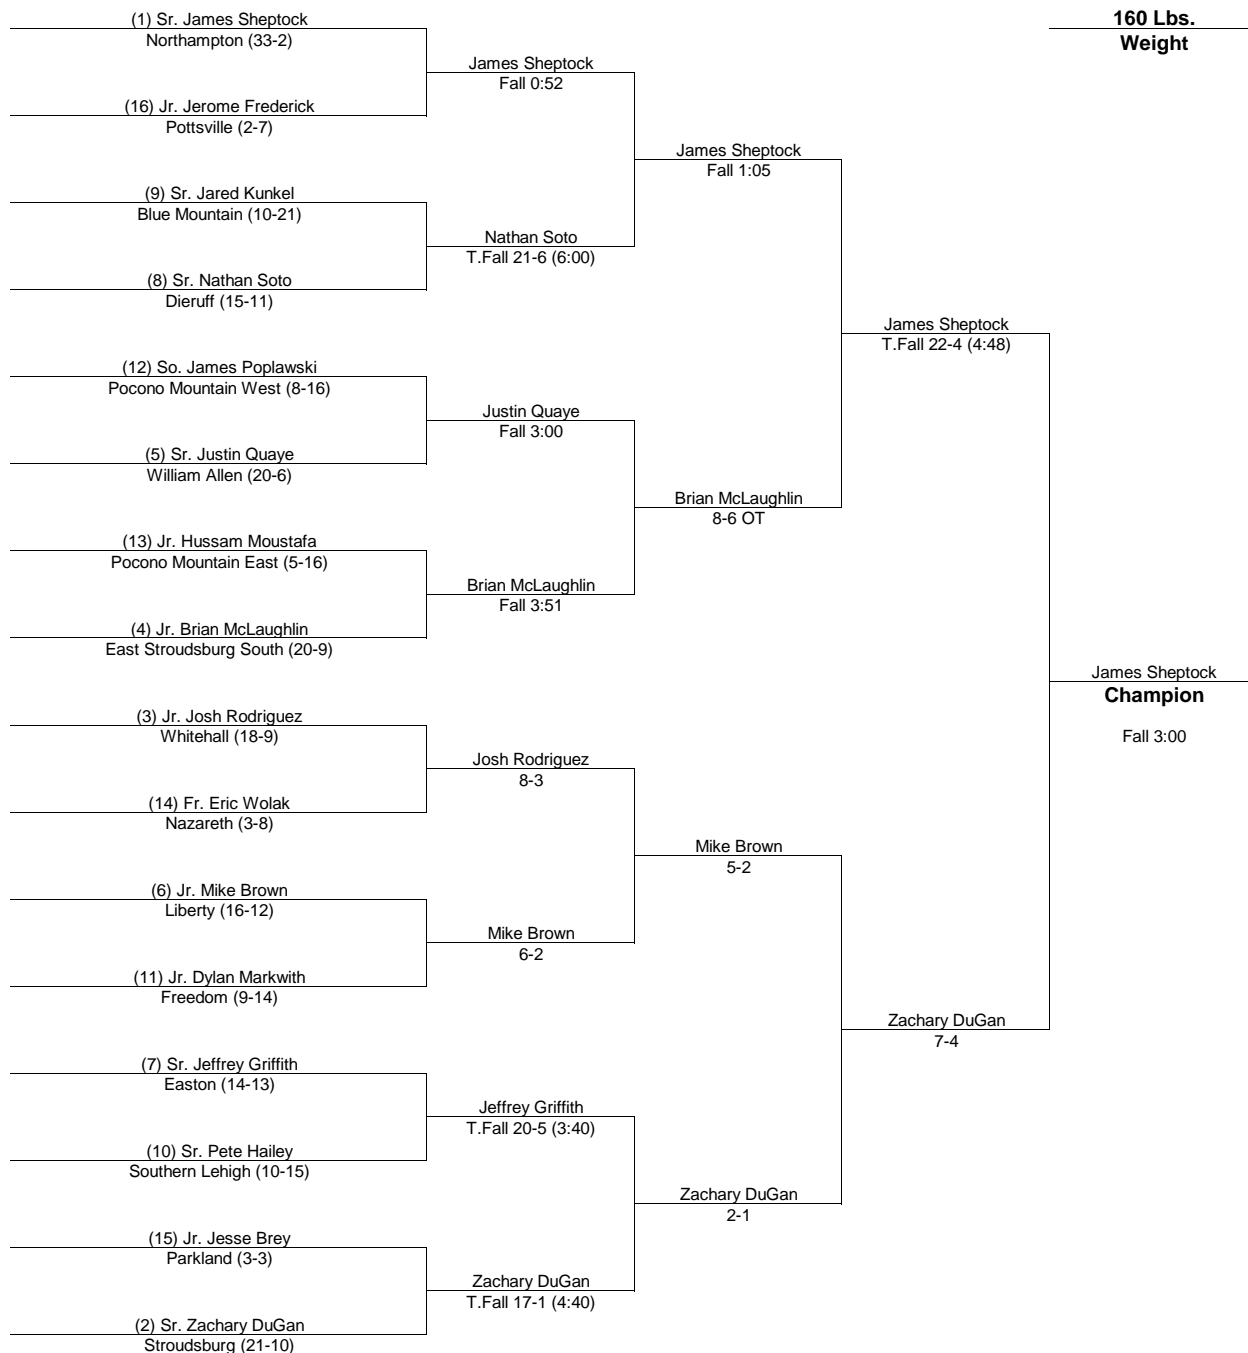 (1) Sr. James Sheptock
Northampton (33-2)
160 Lbs.
Weight
James Sheptock
Fall 0:52
(16) Jr. Jerome Frederick
Pottsville (2-7)
James Sheptock
Fall 1:05
(9) Sr. Jared Kunkel
Blue Mountain (10-21)
Nathan Soto
T.Fall 21-6 (6:00)
(8) Sr. Nathan Soto
Dieruff (15-11)
James Sheptock
T.Fall 22-4 (4:48)
(12) So. James Poplawski
Pocono Mountain West (8-16)
Justin Quaye
Fall 3:00
(5) Sr. Justin Quaye
William Allen (20-6)
Brian McLaughlin
8-6 OT
(13) Jr. Hussam Moustafa
Pocono Mountain East (5-16)
Brian McLaughlin
Fall 3:51
(4) Jr. Brian McLaughlin
East Stroudsburg South (20-9)
James Sheptock
Champion
Fall 3:00
(3) Jr. Josh Rodriguez
Whitehall (18-9)
Josh Rodriguez
8-3
(14) Fr. Eric Wolak
Nazareth (3-8)
Mike Brown
5-2
(6) Jr. Mike Brown
Liberty (16-12)
Mike Brown
6-2
(11) Jr. Dylan Markwith
Freedom (9-14)
Zachary DuGan
7-4
(7) Sr. Jeffrey Griffith
Easton (14-13)
Jeffrey Griffith
T.Fall 20-5 (3:40)
(10) Sr. Pete Hailey
Southern Lehigh (10-15)
Zachary DuGan
2-1
(15) Jr. Jesse Brey
Parkland (3-3)
Zachary DuGan
T.Fall 17-1 (4:40)
(2) Sr. Zachary DuGan
Stroudsburg (21-10)